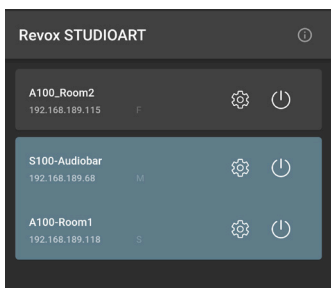 Revox STUDIOART
A100_Room2
192.168.189.115 F
S100-Audiobar
192.168.189.68 M
A100-Room1
192.168.189.118 S